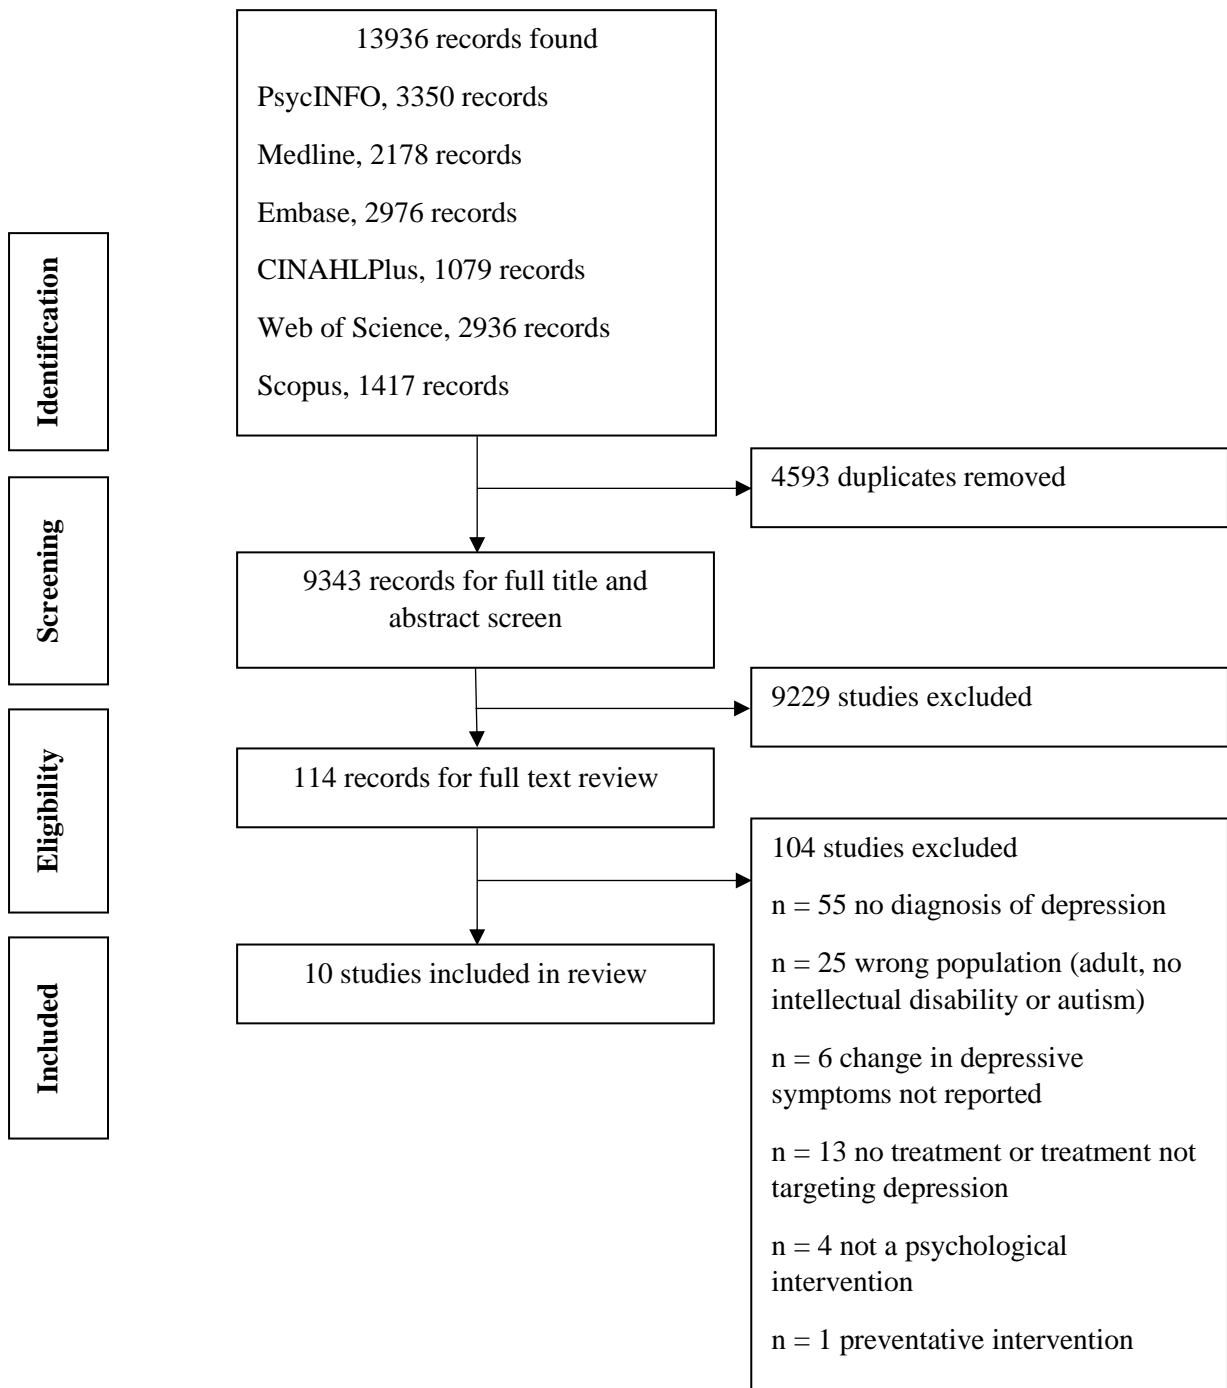 13936 records found
PsycINFO, 3350 records
Medline, 2178 records
Embase, 2976 records
CINAHLPlus, 1079 records
Web of Science, 2936 records
Scopus, 1417 records
Identification
4593 duplicates removed
Screening
9343 records for full title and
abstract screen
9229 studies excluded
Eligibility
114 records for full text review
104 studies excluded
n = 55 no diagnosis of depression
n = 25 wrong population (adult, no
intellectual disability or autism)
n = 6 change in depressive
symptoms not reported
n = 13 no treatment or treatment not
targeting depression
n = 4 not a psychological
intervention
n = 1 preventative intervention
Included
10 studies included in review